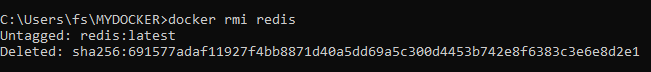 C:\Users\fs\MYDOCKER>docker rmi redis
Untagged: redis:latest
Deleted: sha256:691577adaf11927f4bb8871d40a5dd69a5c300d4453b742e8f6383c3e6e8d2e1